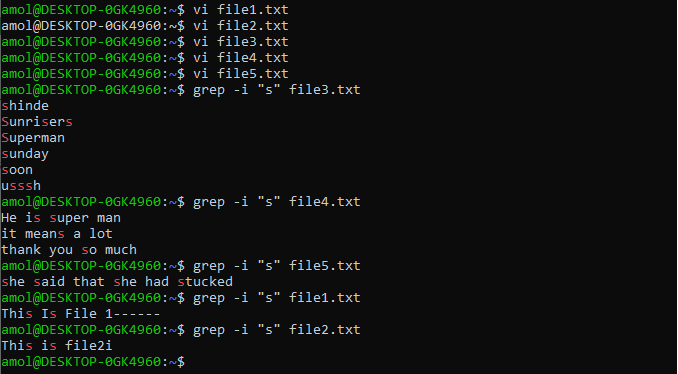 amol@DESKTOP-0GK4960:~$ vi file1.txt
amol@DESKTOP-0GK4960:~$ vi file2.txt
amol@DESKTOP-0GK4960:~$ vi file3.txt
amol@DESKTOP-0GK4960:~$ vi file4.txt
amol@DESKTOP-0GK4960:~$ vi file5.txt
amol@DESKTOP-0GK4960:~$ grep -i "s" file3.txt
shinde
Sunrisers
Superman
sunday
soon
usssh
amol@DESKTOP-0GK4960:~$ grep -i "s" file4.txt
He is super man
it means a lot
thank you so much
amol@DESKTOP-0GK4960:~$ grep -i "s" file5.txt
she said that she had stucked
amol@DESKTOP-0GK4960:~$ grep -i "s" file1.txt
This Is File 1------
amol@DESKTOP-0GK4960:~$ grep -i "s" file2.txt
This is file2i
amol@DESKTOP-0GK4960:~$